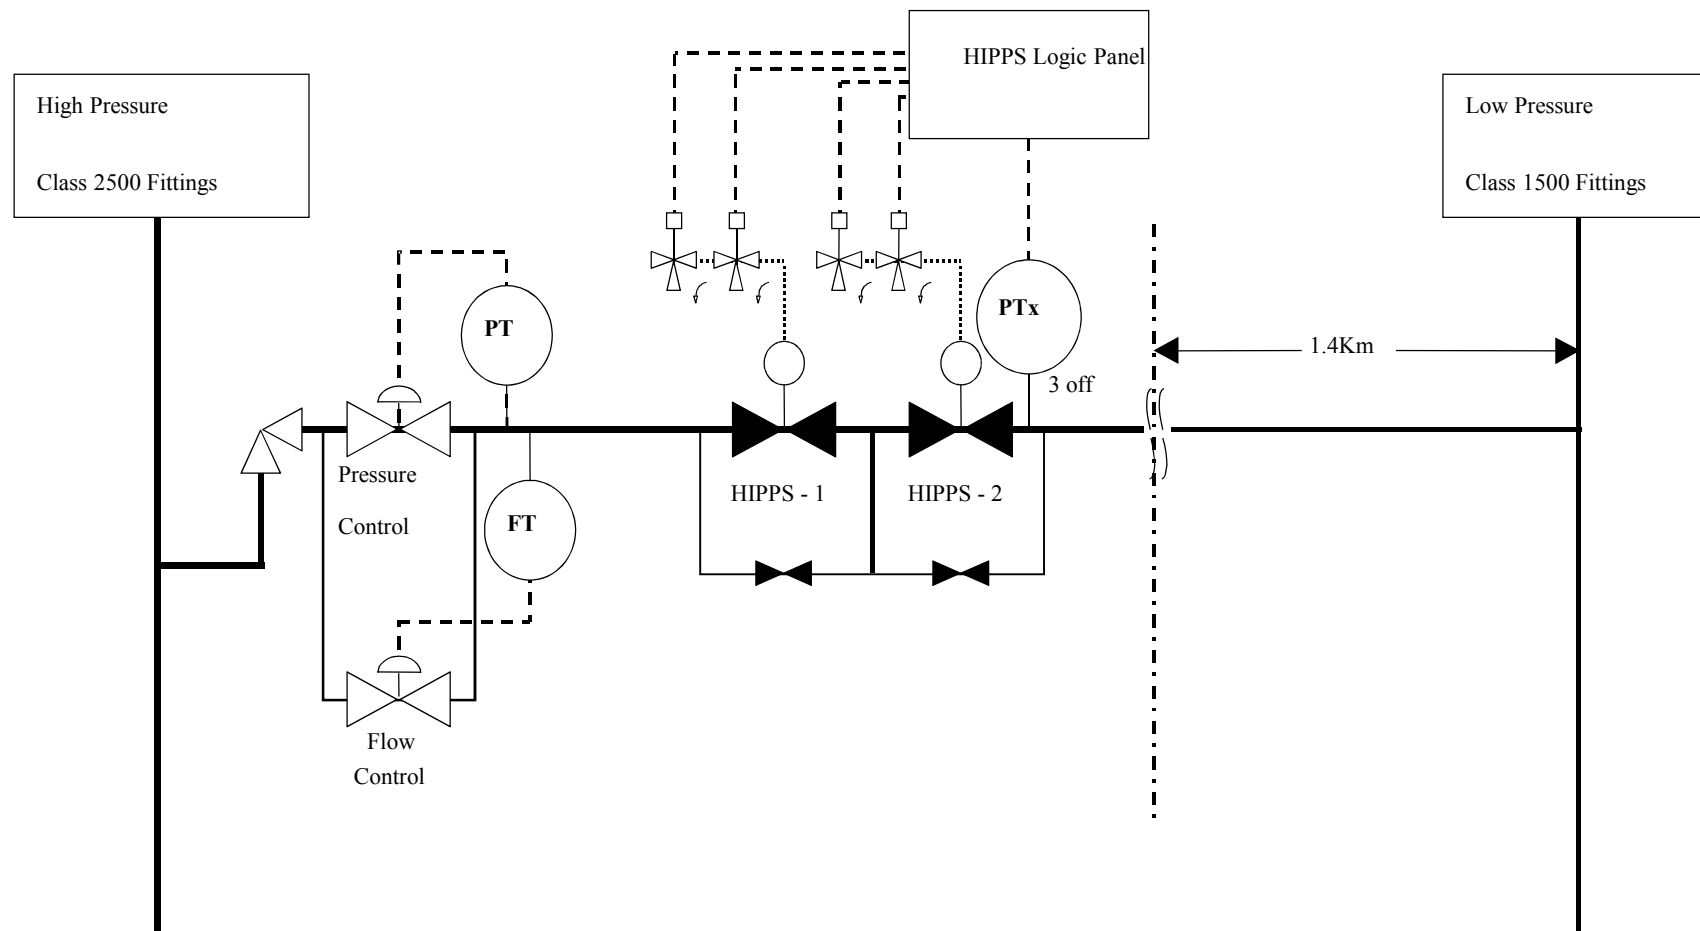 HIPPS Logic Panel
High Pressure
Class 2500 Fittings
Low Pressure
Class 1500 Fittings
PT
PTx
3 off
1.4Km
Pressure
Control
FT
HIPPS - 1
HIPPS - 2
Flow
Control